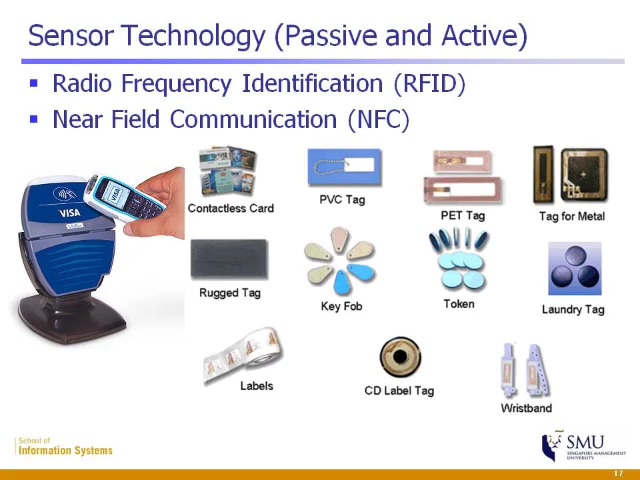 Sensor Technology (Passive and Active)
Radio Frequency Identification (RFID)
Near Field Communication (NFC)
VISA
VISA
Contactless Card
PVC Tag
PET Tag
Tag for Metal
Rugged Tag
Key Fob
Token
Laundry Tag
Labels
CD Label Tag
Wristband
School of
Information Systems
SMU
SINGAPORE MANAGEMENT
UNIVERSITY
17